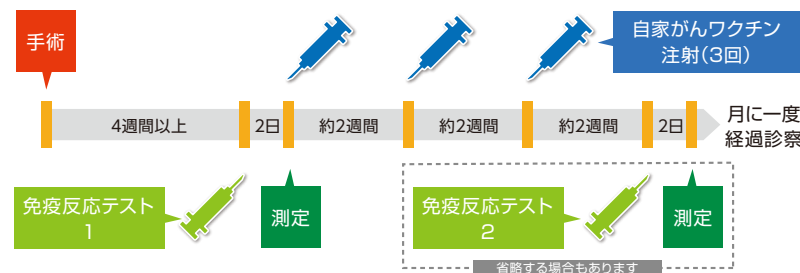 手術
自家がんワクチン
注射(3回)
4週間以上
2日
約2週間
約2週間
約2週間
2日
月に一度
経過診察
免疫反応テスト
1
測定
免疫反応テスト
2
測定
省略する場合もあります